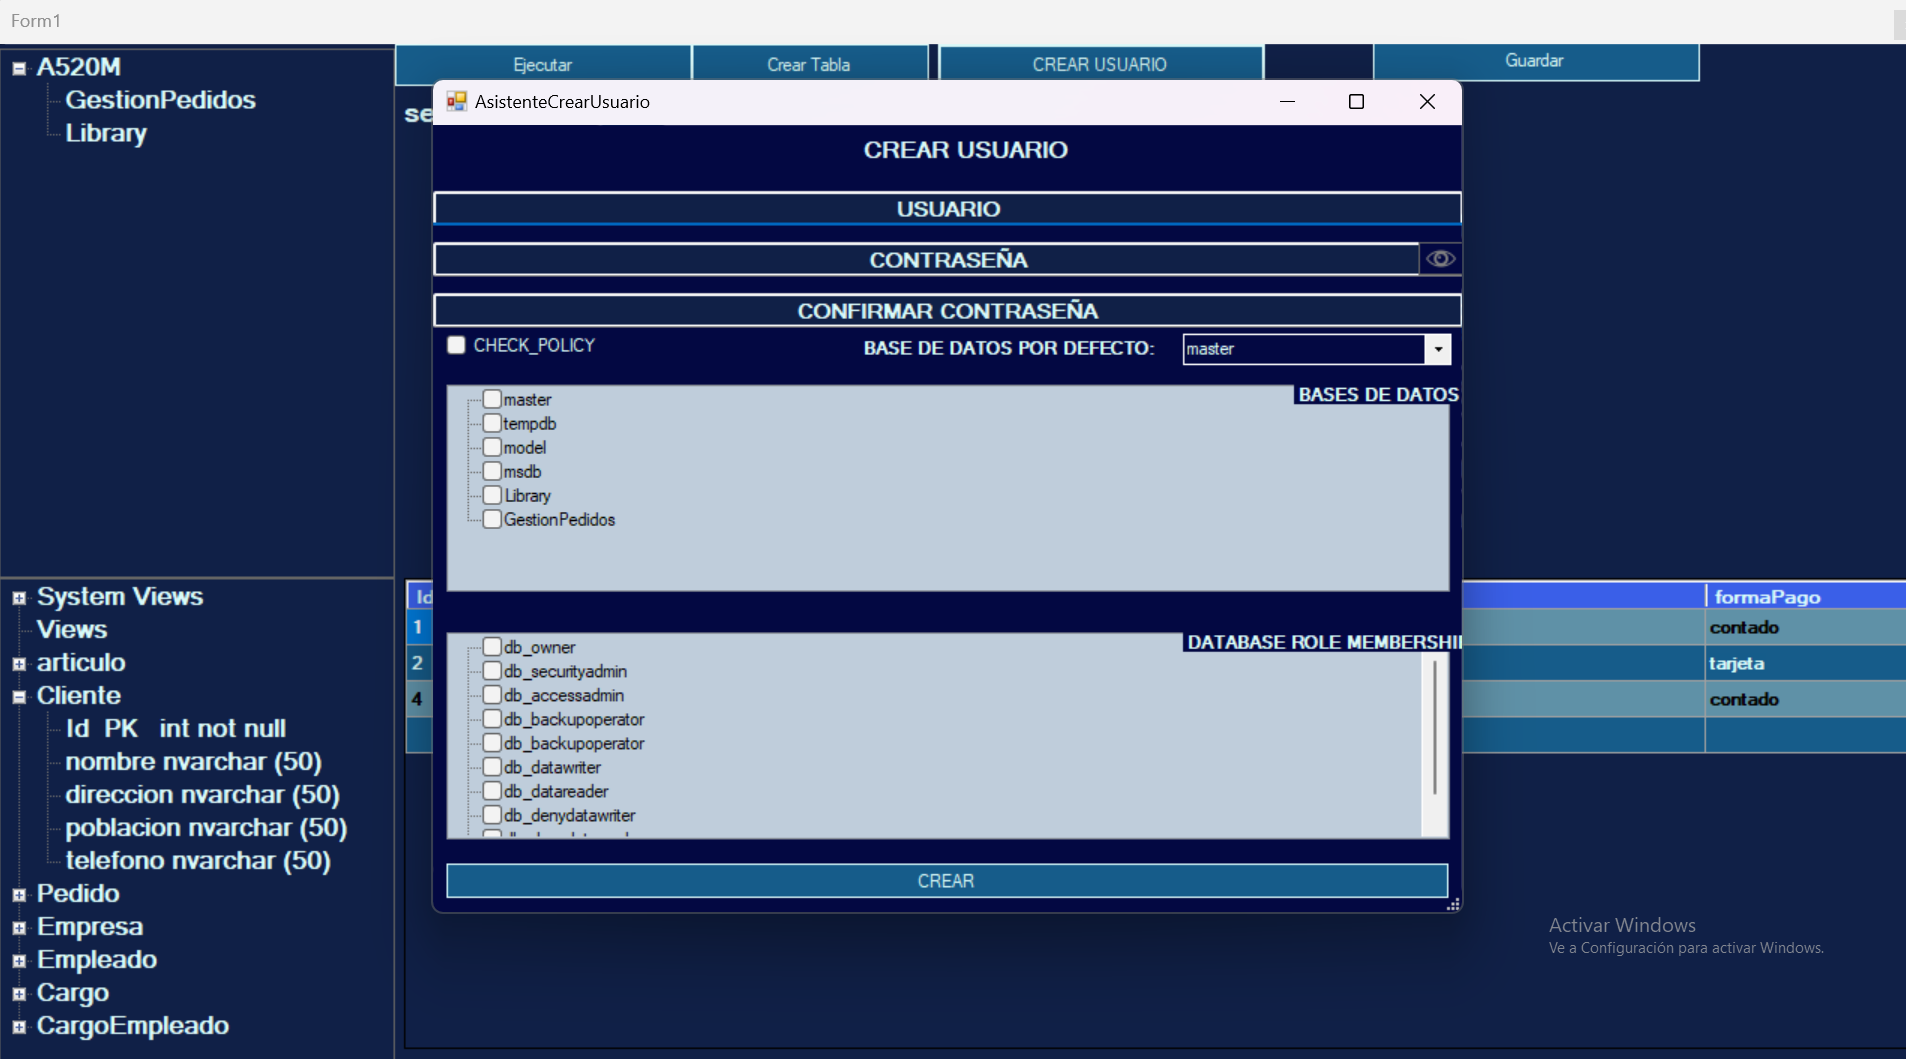 Form1
A520M
GestionPedidos
Library
Ejecutar
Crear Tabla
CREAR USUARIO
Guardar
se
AsistenteCrearUsuario
CREAR USUARIO
USUARIO
CONTRASEÑA
CONFIRMAR CONTRASEÑA
CHECK_POLICY
BASE DE DATOS POR DEFECTO:
master
BASES DE DATOS
master
tempdb
model
msdb
Library
GestionPedidos
DATABASE ROLE MEMBERSHI
db_owner
db_securityadmin
db_accessadmin
db_backupoperator
db_backupoperator
db_datawriter
db_datareader
db_denydatawriter
CREAR
System Views
Views
articulo
Cliente
Id PK int not null
nombre nvarchar (50)
direccion nvarchar (50)
poblacion nvarchar (50)
telefono nvarchar (50)
Pedido
Empresa
Empleado
Cargo
CargoEmpleado
Id
formaPago
1
contado
2
tarjeta
4
contado
Activar Windows
Ve a Configuración para activar Windows.